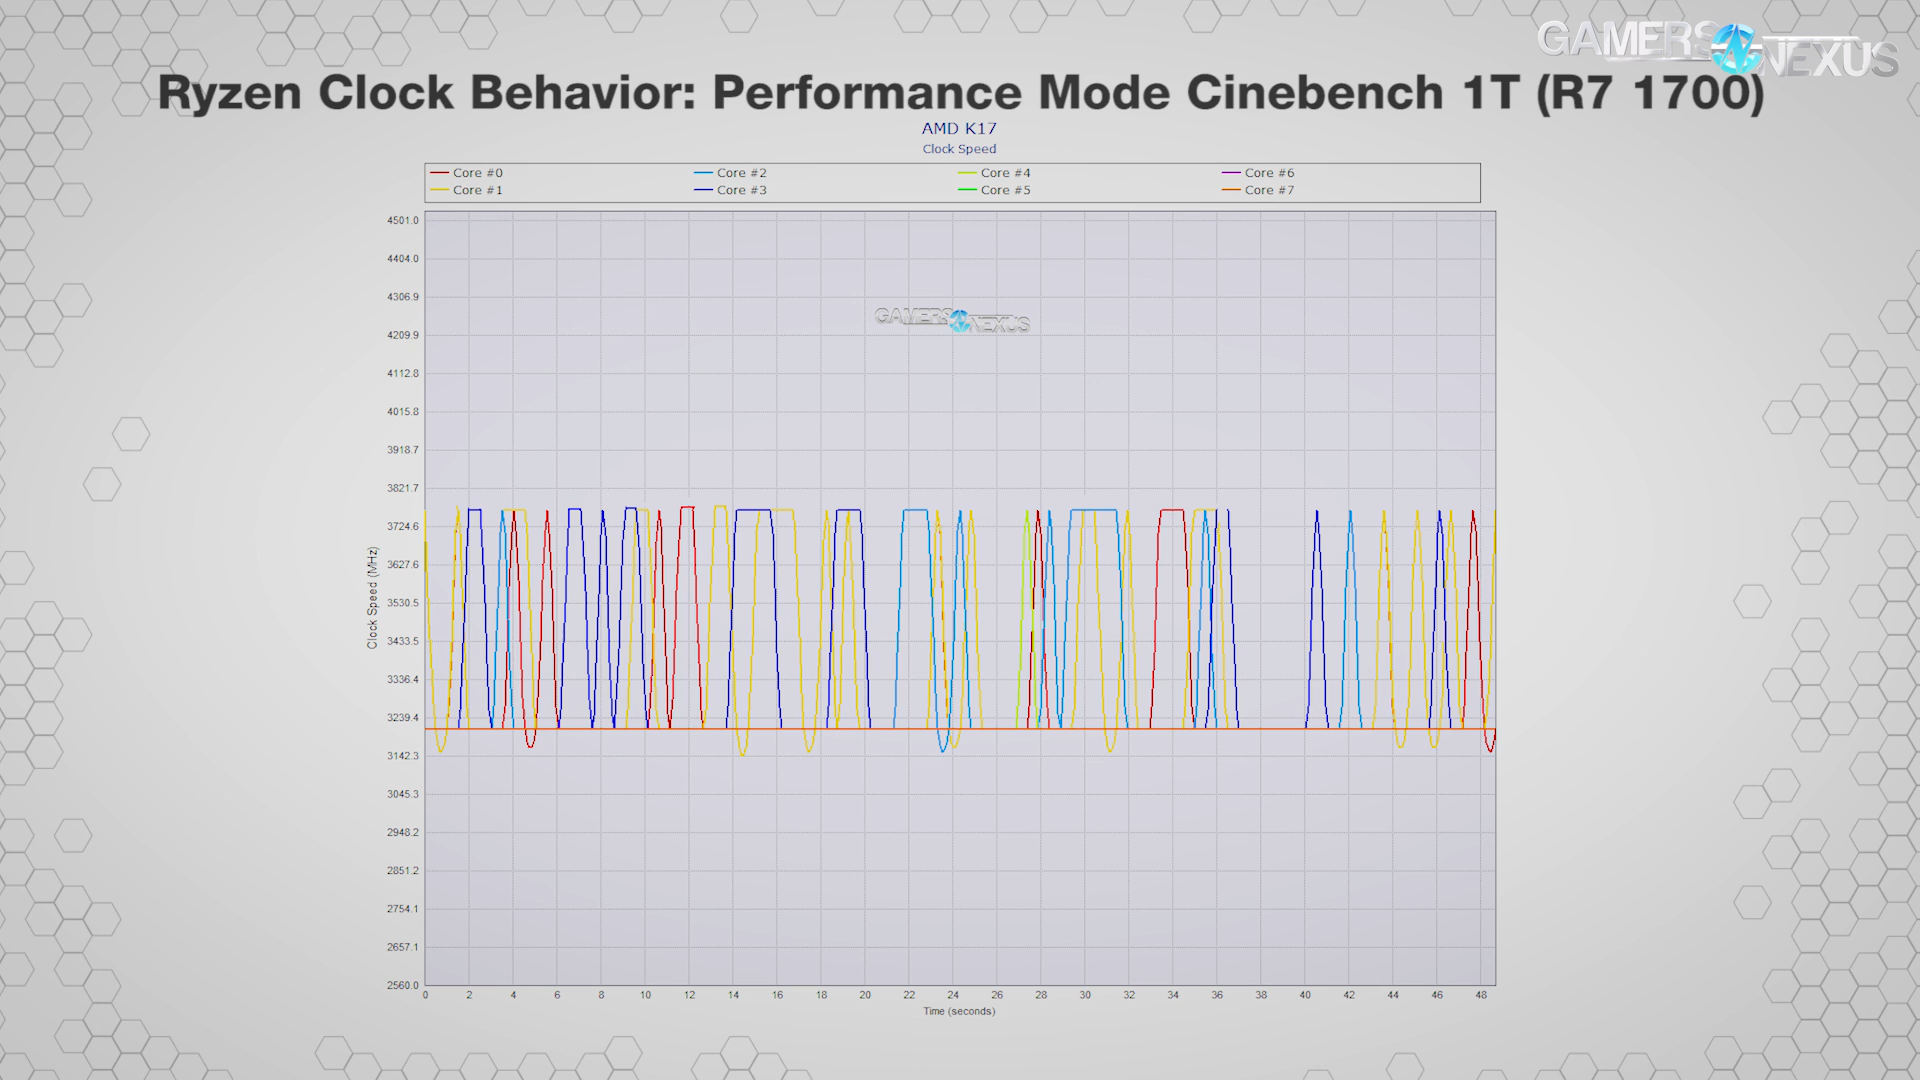 GAMERS NEXUS
Ryzen Clock Behavior: Performance Mode Cinebench 1T (R7 1700)
AMD K17
Clock Speed
Core #0 Core #2 Core #4 Core #6
Core #1 Core #3 Core #5 Core #7
4501.0
4404.0
4306.9
GAMERS NEXUS
4209.9
4112.8
4015.8
3918.7
3821.7
3724.6
3627.6
3530.5
3433.5
3336.4
3239.4
3142.3
3045.3
2948.2
2851.2
2754.1
2657.1
2560.0
Clock Speed (MHz)
0 2 4 6 8 10 12 14 16 18 20 22 24 26 28 30 32 34 36 38 40 42 44 46 48
Time (seconds)